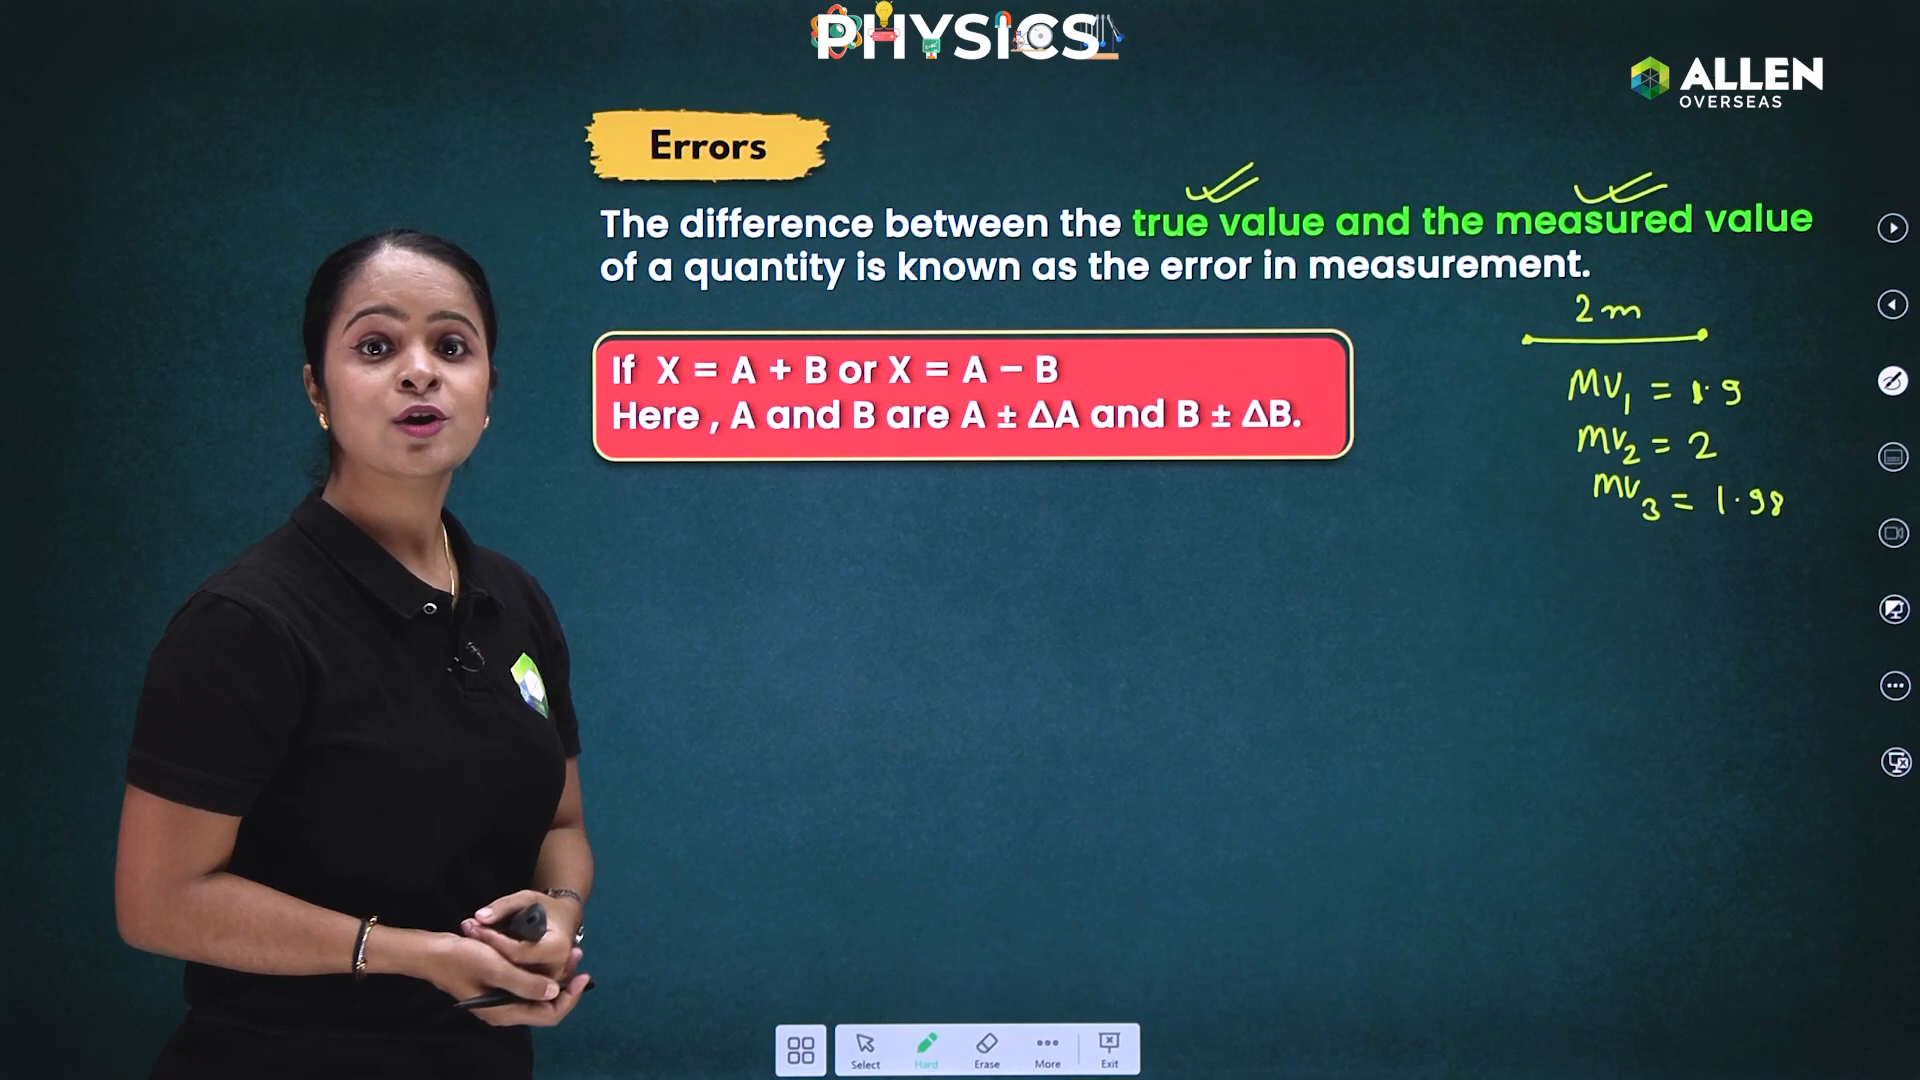 PHYSICS
ALLEN
OVERSEAS
Errors
The difference between the true value and the measured value
of a quantity is known as the error in measurement.
2 m
If X = A + B or X = A − B
Here , A and B are A ± ΔA and B ± ΔB.
MV1 = 1.9
MV2 = 2
MV3 = 1.98
Select
Hard
Erase
More
Exit